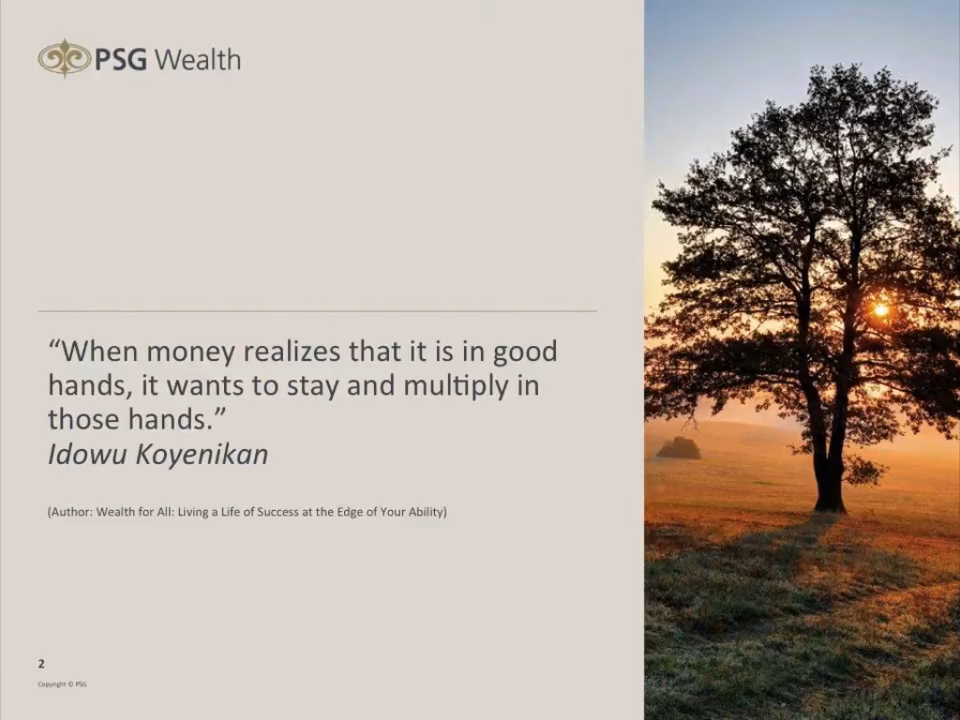 PSG Wealth
“When money realizes that it is in good
hands, it wants to stay and multiply in
those hands.”
Idowu Koyenikan
(Author: Wealth for All: Living a Life of Success at the Edge of Your Ability)
2
Copyright © PSG